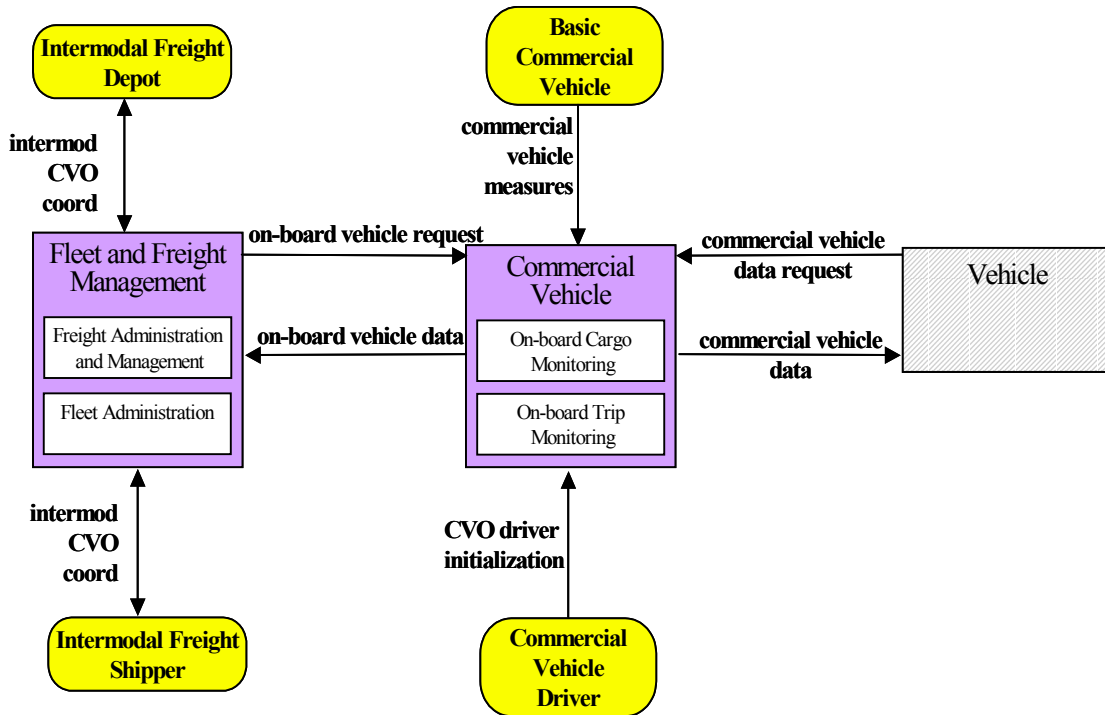 Intermodal Freight
Depot
Basic
Commercial
Vehicle
intermod
CVO
coord
commercial
vehicle
measures
Fleet and Freight
Management
Freight Administration
and Management
Fleet Administration
on-board vehicle request
on-board vehicle data
Commercial
Vehicle
On-board Cargo
Monitoring
On-board Trip
Monitoring
commercial vehicle
data request
commercial vehicle
data
Vehicle
intermod
CVO
coord
CVO driver
initialization
Intermodal Freight
Shipper
Commercial
Vehicle
Driver